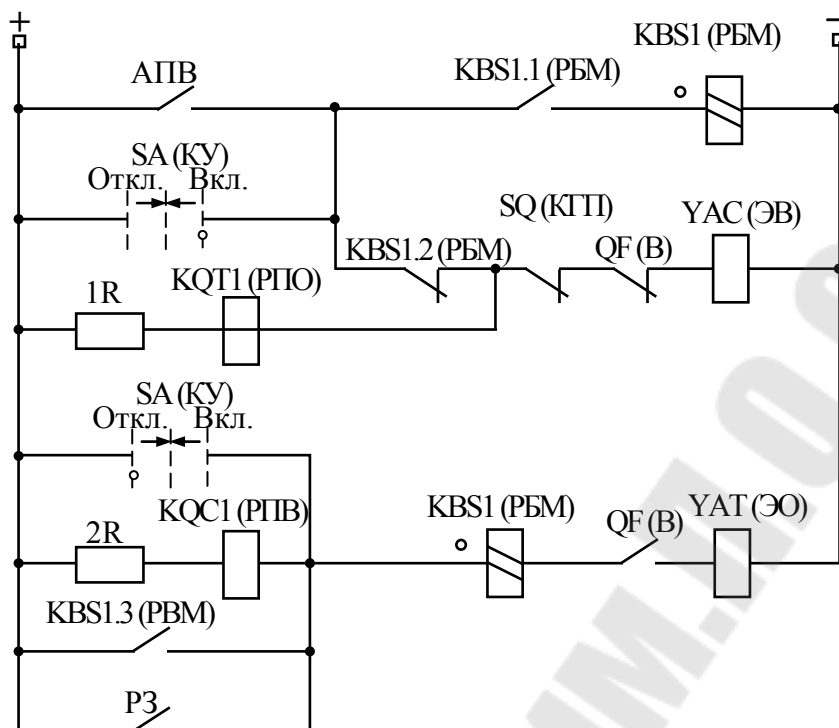 + −
KBS1 (РБМ)
АПВ KBS1.1 (РБМ)
SA (КУ)
Откл. Вкл.
SQ (КГП) YAC (ЭВ)
KBS1.2 (РБМ) QF (В)
1R KQT1 (РПО)
SA (КУ)
Откл. Вкл.
KQC1 (РПВ) KBS1 (РБМ) QF (В) YAT (ЭО)
2R
KBS1.3 (РВМ)
РЗ